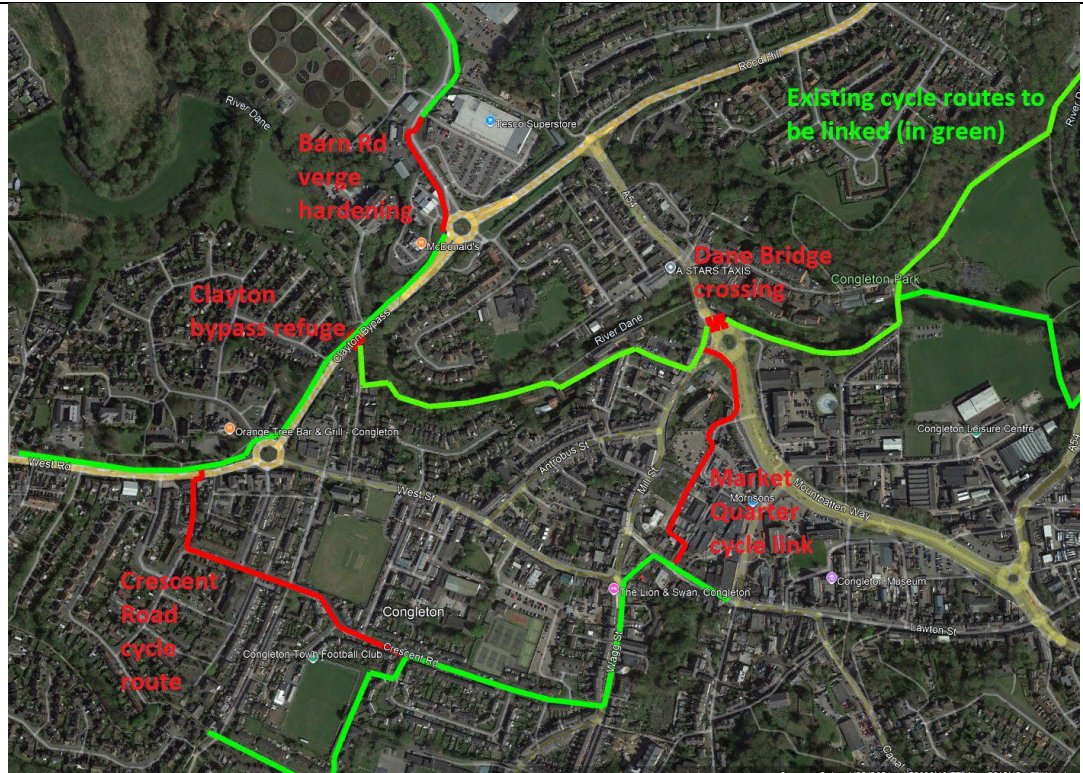 Rood Hill
Existing cycle routes to
be linked (in green)
River Dane
River D
Tesco Superstore
Barn Rd
verge
hardening
A54
McDonald's
Dane Bridge
crossing
A STARS TAXIS
Congleton Park
Clayton
bypass refuge
Clayton Bypass
River Dane
Orange Tree Bar & Grill - Congleton
Congleton Leisure Centre
A54
West Rd
Antrobus St
West St
Mill St
Market
Quarter
cycle link
Morrisons
Mountbatten Way
Crescent
Road
cycle
route
Congleton
The Lion & Swan, Congleton
Congleton Museum
Lawton St
Congleton Town Football Club
Crescent Rd
Wagg St
Canal